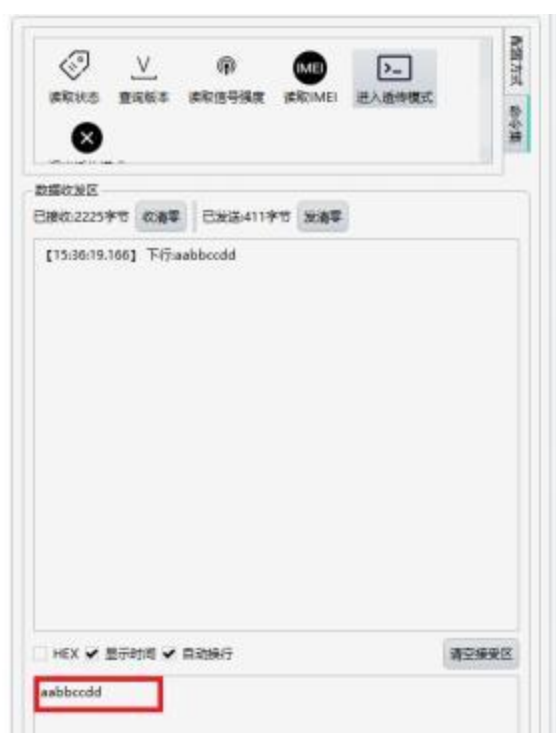 配置方式
命令集
V
IMEI
>_
读取状态 查询版本 读取信号强度 读取IMEI 进入透传模式
数据收发区
已接收:2225字节 收清零 已发送:411字节 发清零
【15:36:19.166】 下行:aabbccdd
HEX 显示时间 自动换行 清空接受区
aabbccdd